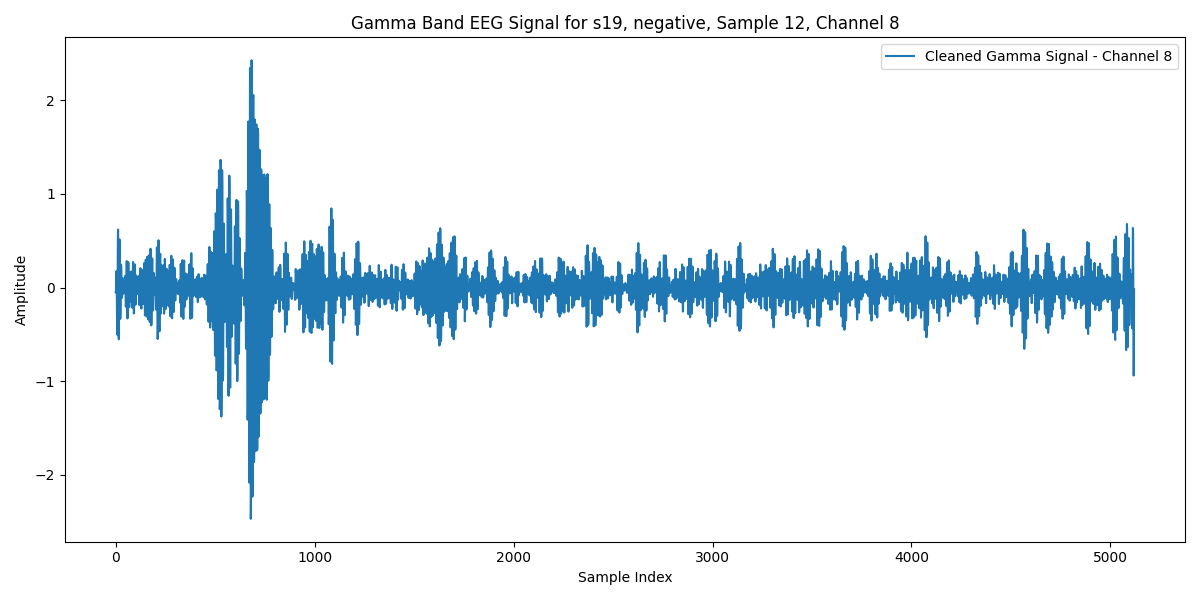 Gamma Band EEG Signal for s19, negative, Sample 12, Channel 8
Cleaned Gamma Signal - Channel 8
Amplitude
2
1
0
−1
−2
0 1000 2000 3000 4000 5000
Sample Index